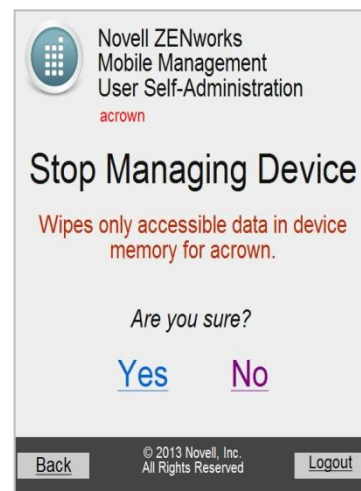 Novell ZENworks
Mobile Management
User Self-Administration
acrown
Stop Managing Device
Wipes only accessible data in device
memory for acrown.
Are you sure?
Yes No
Back
© 2013 Novell, Inc.
All Rights Reserved
Logout